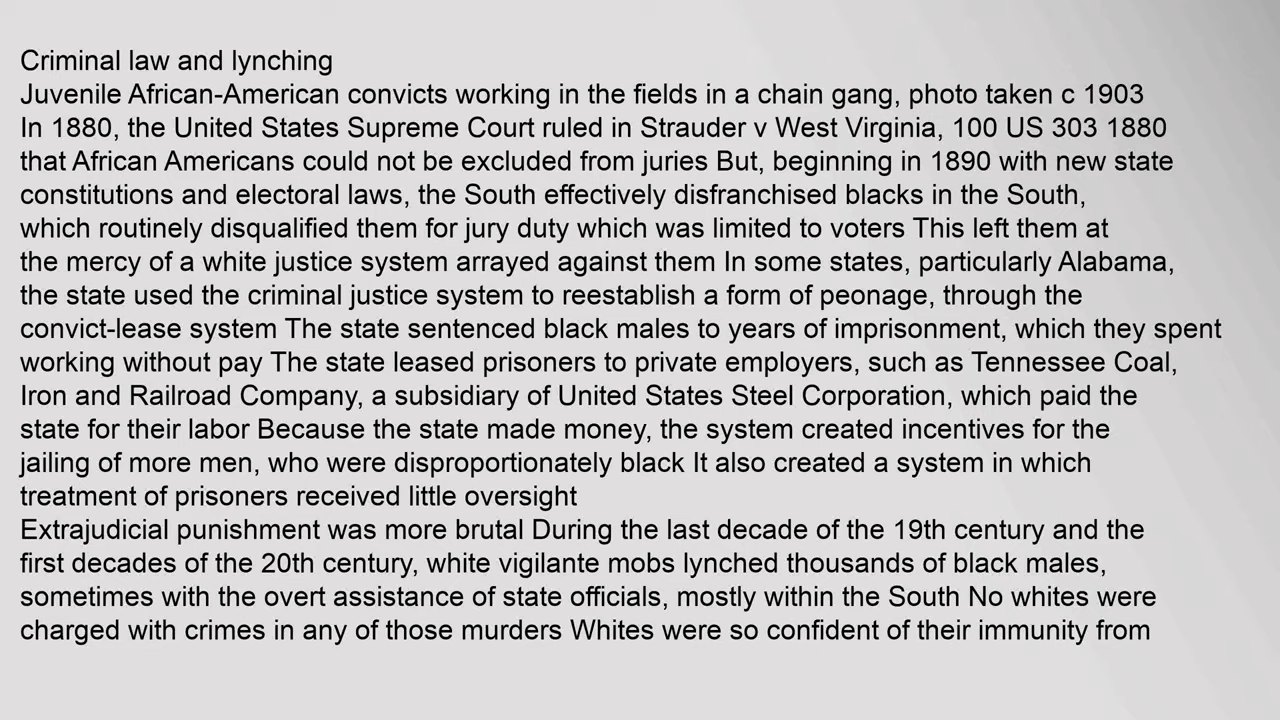 Criminal law and lynching
Juvenile African-American convicts working in the fields in a chain gang, photo taken c 1903
In 1880, the United States Supreme Court ruled in Strauder v West Virginia, 100 US 303 1880
that African Americans could not be excluded from juries But, beginning in 1890 with new state
constitutions and electoral laws, the South effectively disfranchised blacks in the South,
which routinely disqualified them for jury duty which was limited to voters This left them at
the mercy of a white justice system arrayed against them In some states, particularly Alabama,
the state used the criminal justice system to reestablish a form of peonage, through the
convict-lease system The state sentenced black males to years of imprisonment, which they spent
working without pay The state leased prisoners to private employers, such as Tennessee Coal,
Iron and Railroad Company, a subsidiary of United States Steel Corporation, which paid the
state for their labor Because the state made money, the system created incentives for the
jailing of more men, who were disproportionately black It also created a system in which
treatment of prisoners received little oversight
Extrajudicial punishment was more brutal During the last decade of the 19th century and the
first decades of the 20th century, white vigilante mobs lynched thousands of black males,
sometimes with the overt assistance of state officials, mostly within the South No whites were
charged with crimes in any of those murders Whites were so confident of their immunity from